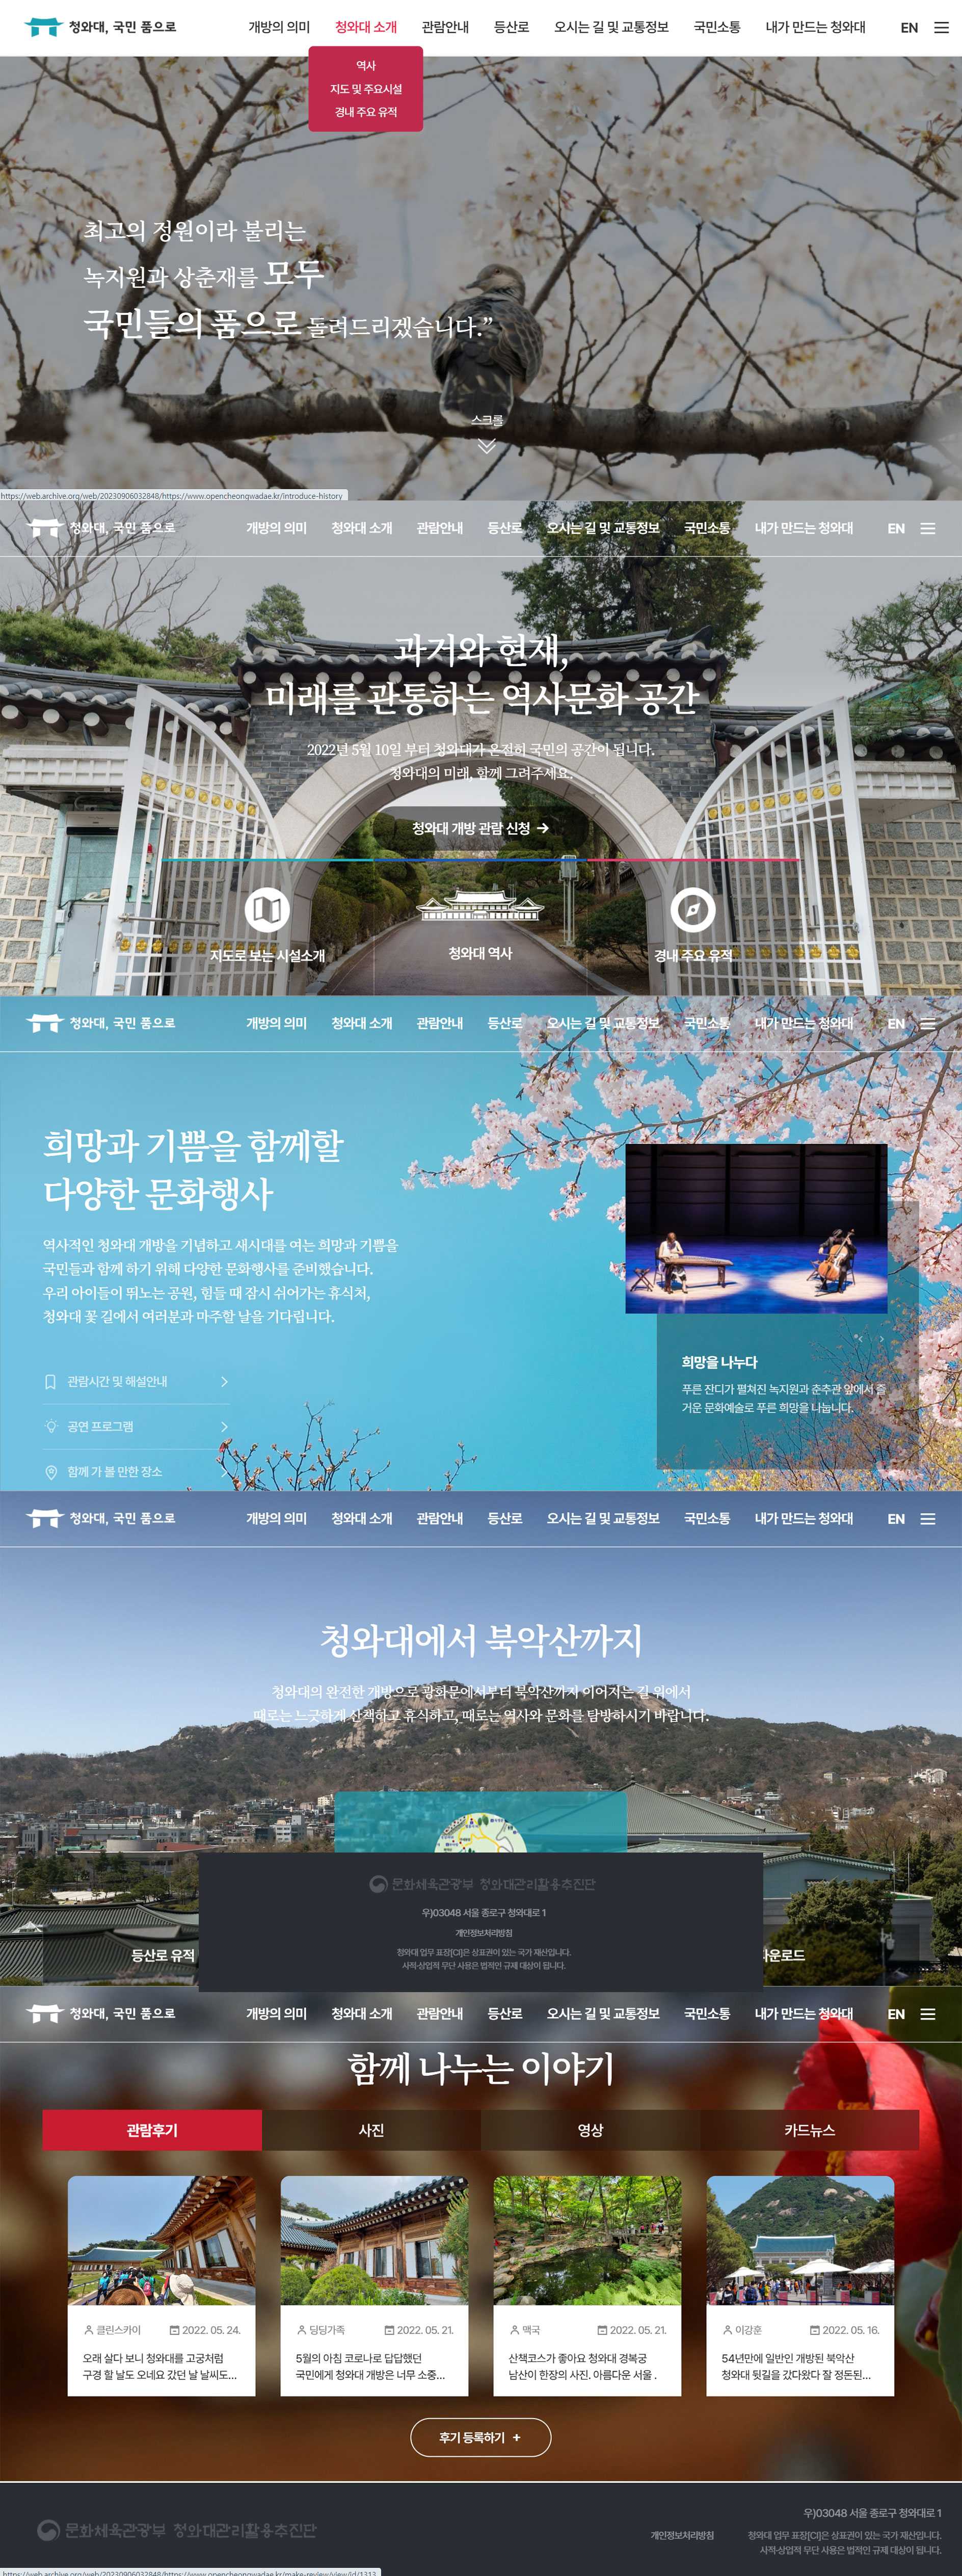 청와대, 국민 품으로
개방의 의미 청와대 소개 관람안내 등산로 오시는 길 및 교통정보 국민소통 내가 만드는 청와대 EN
역사
지도 및 주요시설
경내 주요 유적
최고의 정원이라 불리는
녹지원과 상춘재를 모두
국민들의 품으로 돌려드리겠습니다.”
스크롤
https://web.archive.org/web/20230906032848/https://www.opencheongwadae.kr/introduce-history
청와대, 국민 품으로
개방의 의미 청와대 소개 관람안내 등산로 오시는 길 및 교통정보 국민소통 내가 만드는 청와대 EN
과거와 현재,
미래를 관통하는 역사문화 공간
2022년 5월 10일 부터 청와대가 온전히 국민의 공간이 됩니다.
청와대의 미래, 함께 그려주세요.
청와대 개방 관람 신청 →
지도로 보는 시설소개 청와대 역사 경내 주요 유적
청와대, 국민 품으로
개방의 의미 청와대 소개 관람안내 등산로 오시는 길 및 교통정보 국민소통 내가 만드는 청와대 EN
희망과 기쁨을 함께할
다양한 문화행사
역사적인 청와대 개방을 기념하고 새시대를 여는 희망과 기쁨을
국민들과 함께 하기 위해 다양한 문화행사를 준비했습니다.
우리 아이들이 뛰노는 공원, 힘들 때 잠시 쉬어가는 휴식처,
청와대 꽃 길에서 여러분과 마주할 날을 기다립니다.
관람시간 및 해설안내
공연 프로그램
함께 가 볼 만한 장소
희망을 나누다
푸른 잔디가 펼쳐진 녹지원과 춘추관 앞에서 즐
거운 문화예술로 푸른 희망을 나눕니다.
청와대, 국민 품으로
개방의 의미 청와대 소개 관람안내 등산로 오시는 길 및 교통정보 국민소통 내가 만드는 청와대 EN
청와대에서 북악산까지
청와대의 완전한 개방으로 광화문에서부터 북악산까지 이어지는 길 위에서
때로는 느긋하게 산책하고 휴식하고, 때로는 역사와 문화를 탐방하시기 바랍니다.
문화체육관광부 청와대관리활용추진단
우)03048 서울 종로구 청와대로 1
개인정보처리방침
청와대 업무 표장[CI]은 상표권이 있는 국가 재산입니다.
사적·상업적 무단 사용은 법적인 규제 대상이 됩니다.
등산로 유적 다운로드
청와대, 국민 품으로
개방의 의미 청와대 소개 관람안내 등산로 오시는 길 및 교통정보 국민소통 내가 만드는 청와대 EN
함께 나누는 이야기
관람후기 사진 영상 카드뉴스
클린스카이 2022. 05. 24.
오래 살다 보니 청와대를 고궁처럼
구경 할 날도 오네요 갔던 날 날씨도...
딩딩가족 2022. 05. 21.
5월의 아침 코로나로 답답했던
국민에게 청와대 개방은 너무 소중...
맥국 2022. 05. 21.
산책코스가 좋아요 청와대 경복궁
남산이 한장의 사진. 아름다운 서울 .
이강훈 2022. 05. 16.
54년만에 일반인 개방된 북악산
청와대 뒷길을 갔다왔다 잘 정돈된...
후기 등록하기 +
문화체육관광부 청와대관리활용추진단
우)03048 서울 종로구 청와대로 1
개인정보처리방침 청와대 업무 표장[CI]은 상표권이 있는 국가 재산입니다.
사적·상업적 무단 사용은 법적인 규제 대상이 됩니다.
https://web.archive.org/web/20230906032848/https://www.opencheongwadae.kr/make-review/view/id/1313